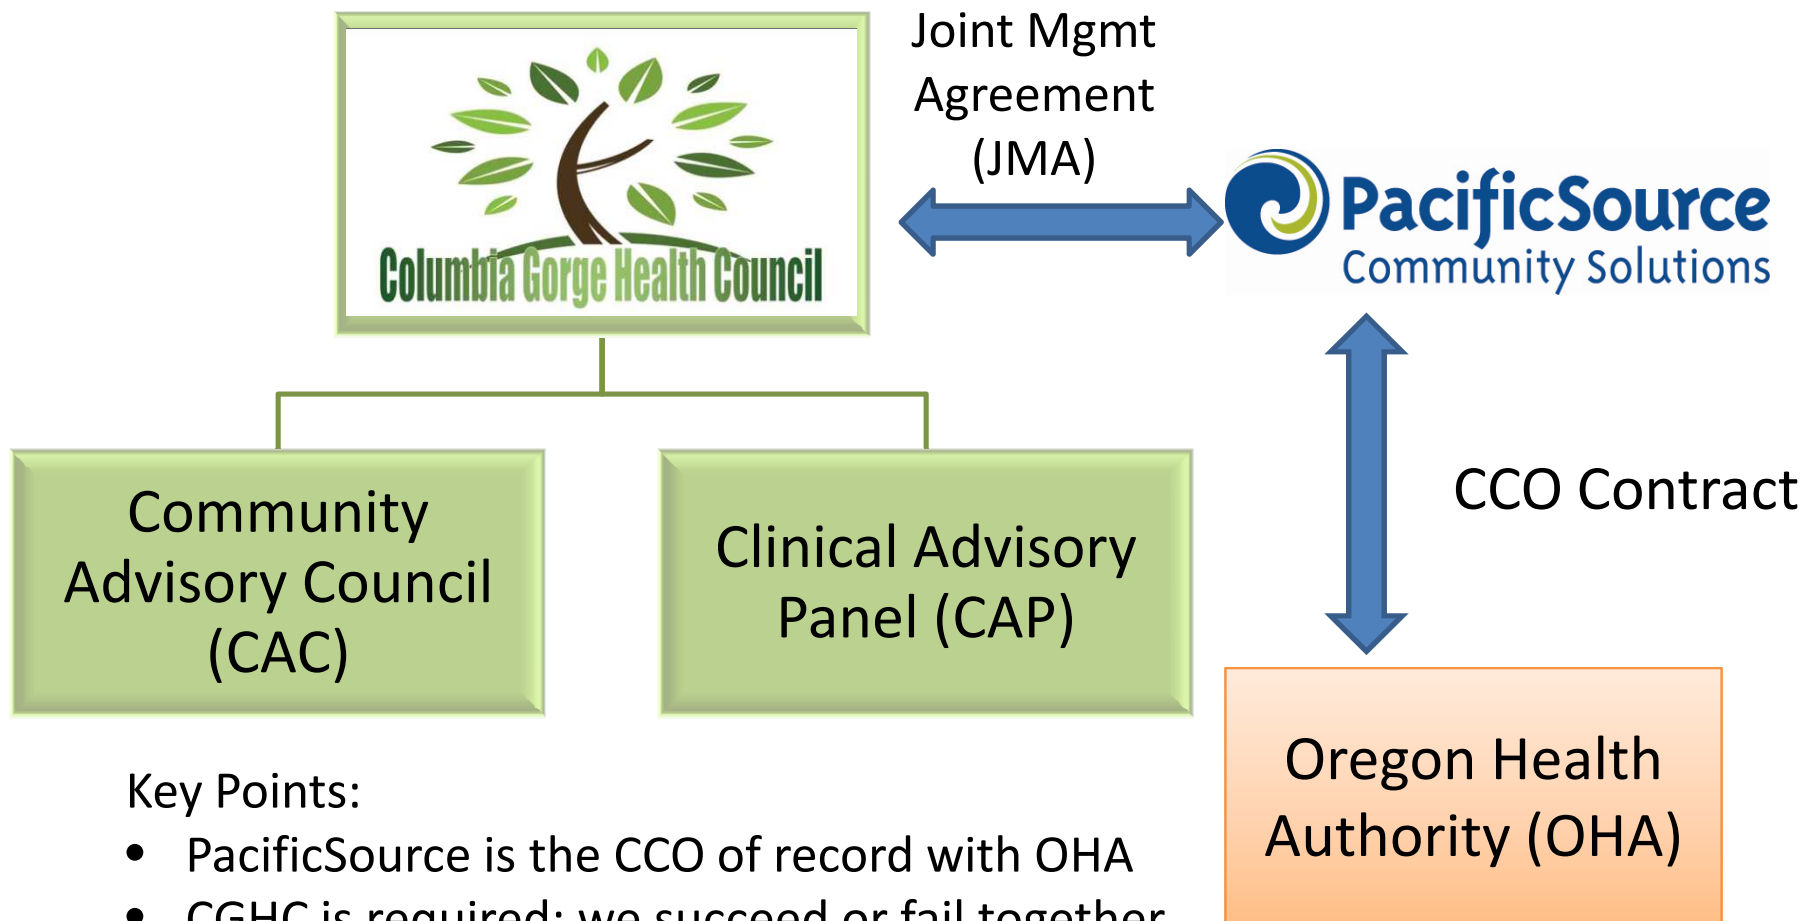 Joint Mgmt
Agreement
(JMA)
Columbia Gorge Health Council
PacificSource
Community Solutions
CCO Contract
Community
Advisory Council
(CAC)
Clinical Advisory
Panel (CAP)
Oregon Health
Authority (OHA)
Key Points:
• PacificSource is the CCO of record with OHA
• CGHC is required; we succeed or fail together